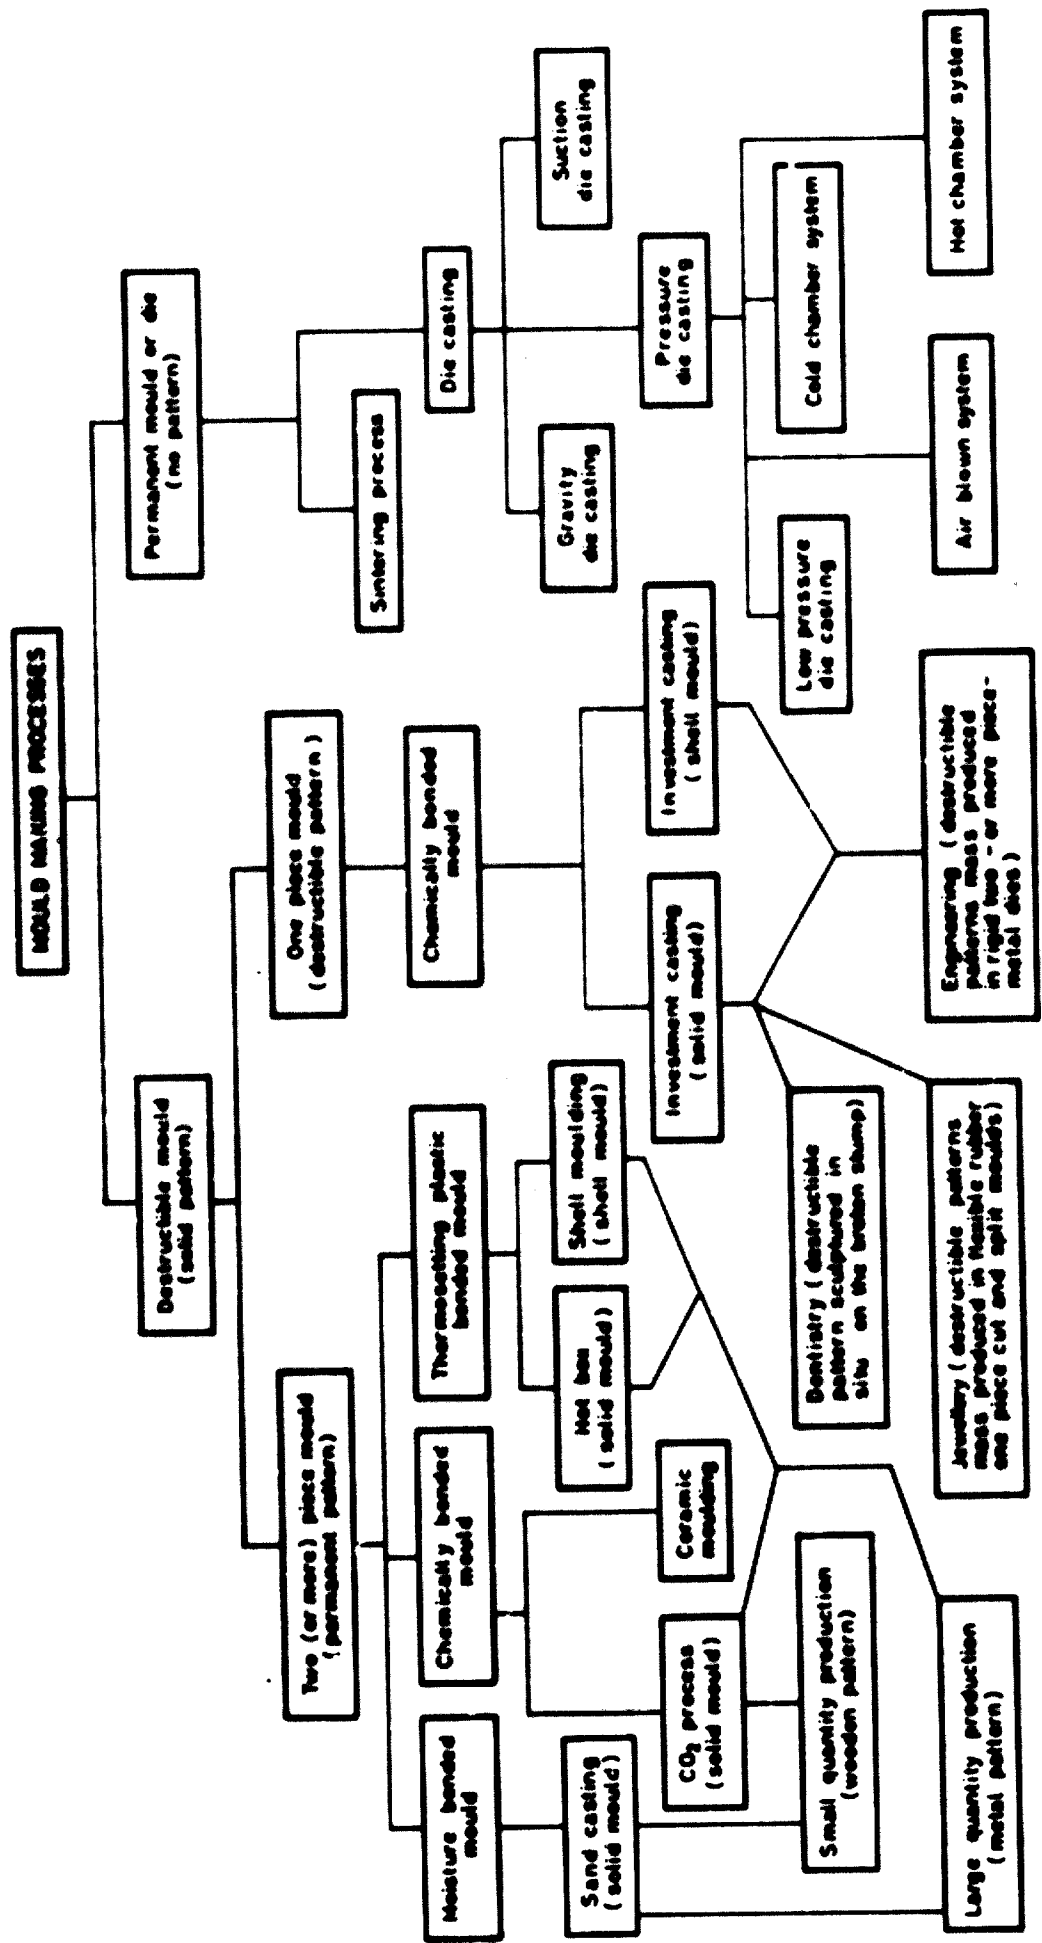 MOULD MAKING PROCESSES
Destructible mould
(solid pattern)
Permanent mould or die
(no pattern)
Two (or more) piece mould
(permanent pattern)
One piece mould
(destructible pattern)
Sintering process
Die casting
Moisture bonded
mould
Chemically bonded
mould
Thermosetting plastic
bonded mould
Chemically bonded
mould
Gravity
die casting
Suction
die casting
Sand casting
(solid mould)
Hot box
(solid mould)
Shell moulding
(shell mould)
CO₂ process
(solid mould)
Ceramic
moulding
Investment casting
(solid mould)
Investment casting
(shell mould)
Pressure
die casting
Small quantity production
(wooden pattern)
Dentistry (destructible
pattern sculptured in
situ on the broken stump)
Low pressure
die casting
Cold chamber system
Large quantity production
(metal pattern)
Jewellery (destructible patterns
mass produced in flexible rubber
one piece cut and split moulds)
Engineering (destructible
patterns mass produced
in rigid two - or more piece -
metal dies)
Air blown system
Hot chamber system